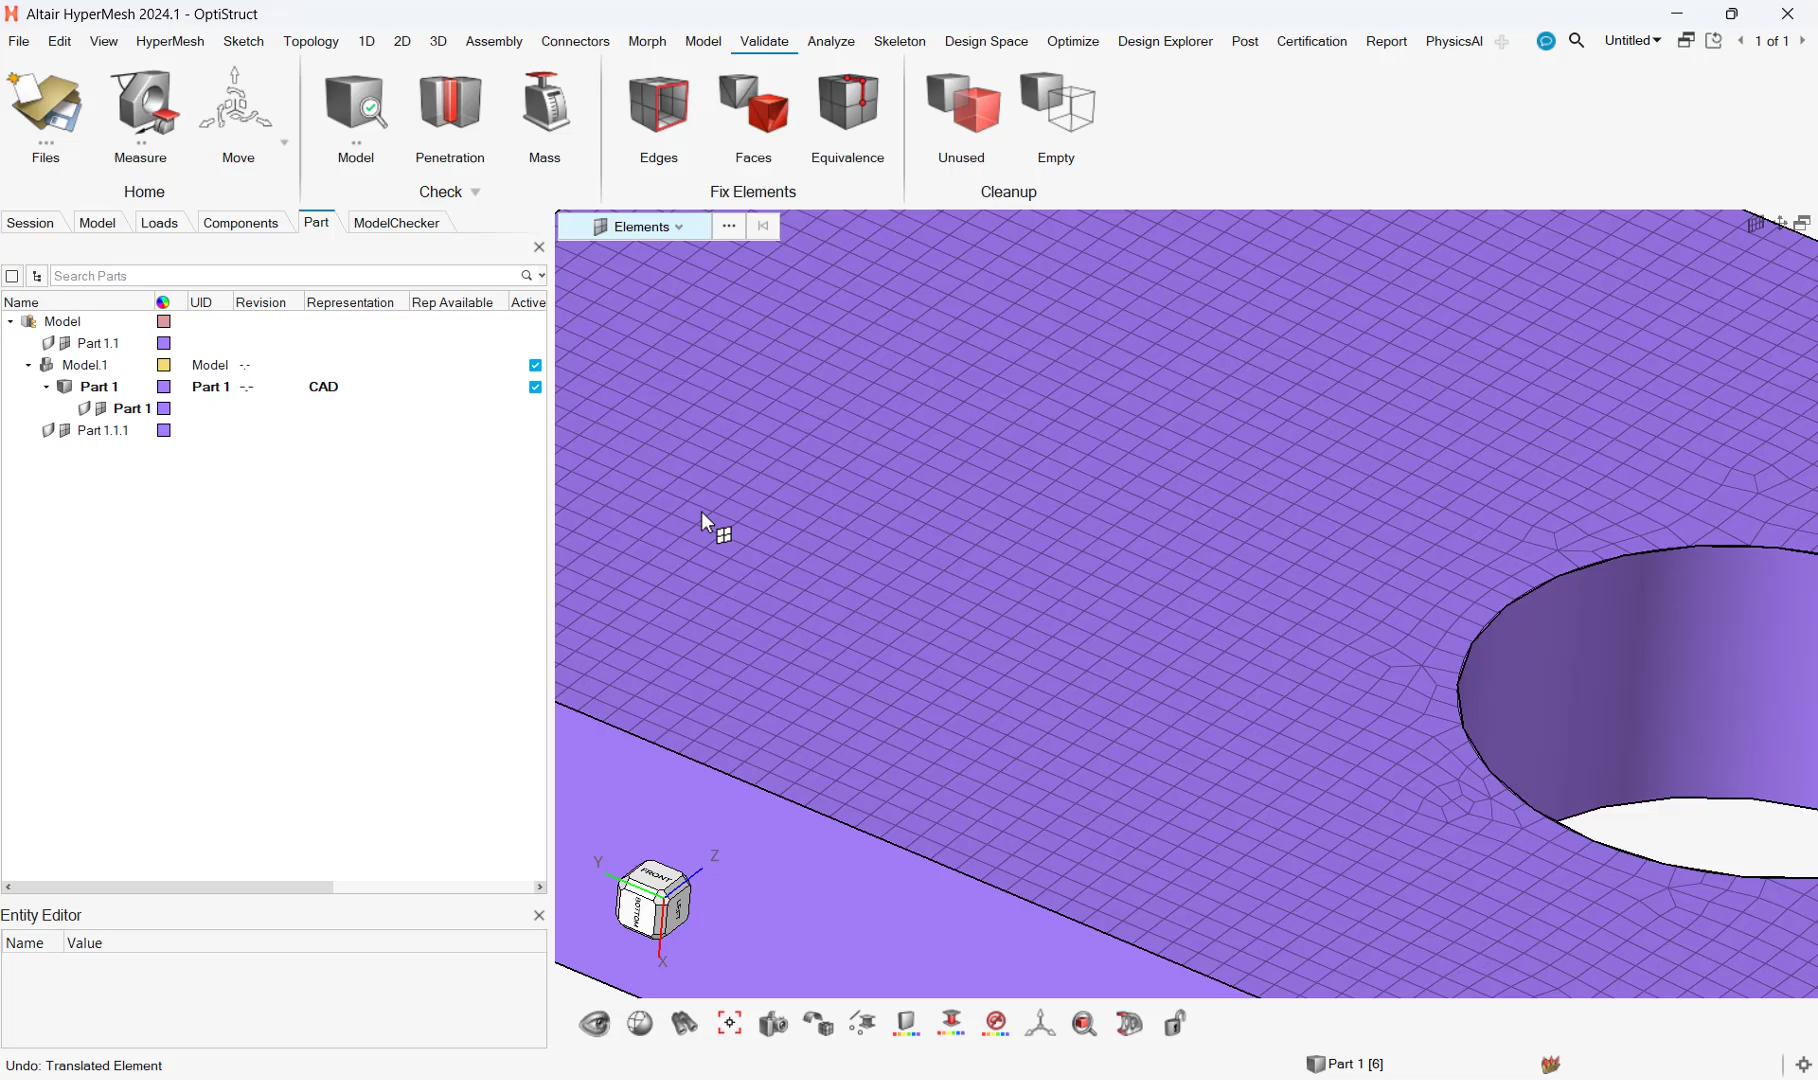 Altair HyperMesh 2024.1 - OptiStruct
File Edit View HyperMesh Sketch Topology 1D 2D 3D Assembly Connectors Morph Model Validate Analyze Skeleton Design Space Optimize Design Explorer Post Certification Report PhysicsAI Untitled 1 of 1
Files Measure Move Model Penetration Mass Edges Faces Equivalence Unused Empty
Home Check Fix Elements Cleanup
Session Model Loads Components Part ModelChecker
Elements
Search Parts
Name UID Revision Representation Rep Available Active
Model
Part 1.1
Model.1 Model -.-
Part 1 Part 1 -.- CAD
Part 1
Part 1.1.1
Y Z
FRONT
BOTTOM LEFT
X
Entity Editor
Name Value
Undo: Translated Element
Part 1 [6]